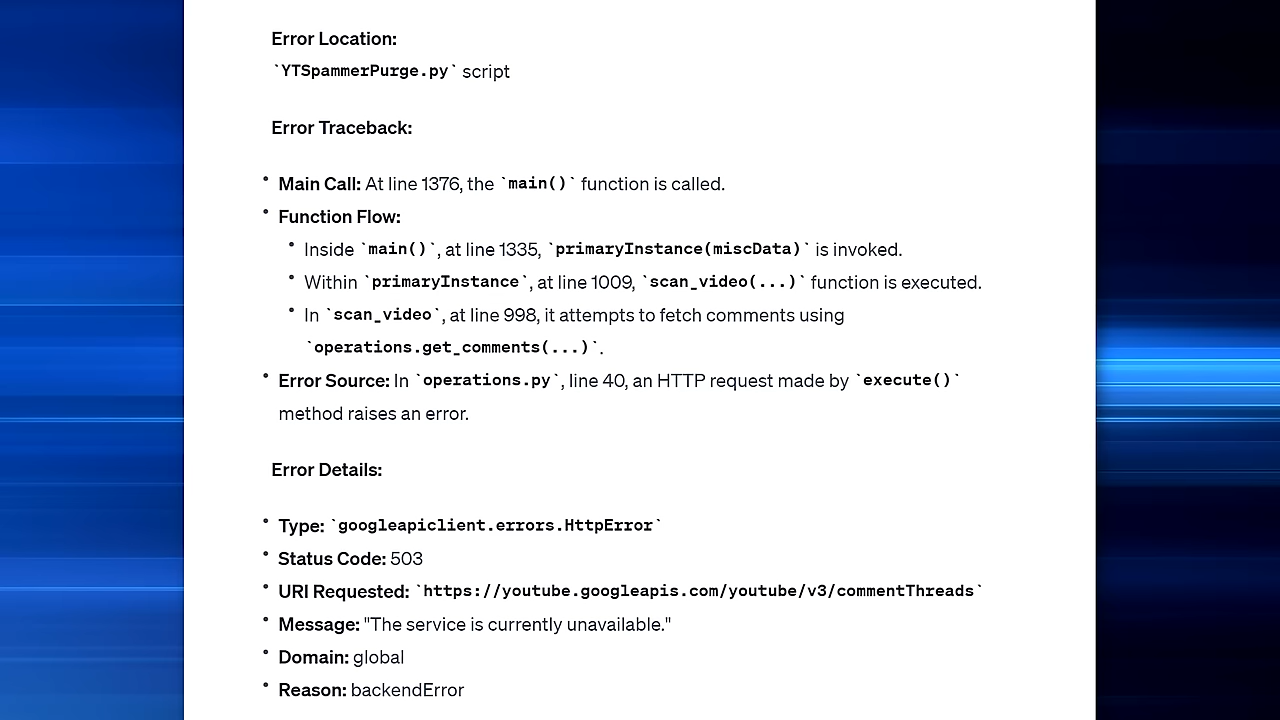 Error Location:
`YTSpammerPurge.py` script
Error Traceback:
• Main Call: At line 1376, the `main()` function is called.
• Function Flow:
• Inside `main()`, at line 1335, `primaryInstance(miscData)` is invoked.
• Within `primaryInstance`, at line 1009, `scan_video(...)` function is executed.
• In `scan_video`, at line 998, it attempts to fetch comments using
`operations.get_comments(...)`.
• Error Source: In `operations.py`, line 40, an HTTP request made by `execute()`
method raises an error.
Error Details:
• Type: `googleapiclient.errors.HttpError`
• Status Code: 503
• URI Requested: `https://youtube.googleapis.com/youtube/v3/commentThreads`
• Message: "The service is currently unavailable."
• Domain: global
• Reason: backendError